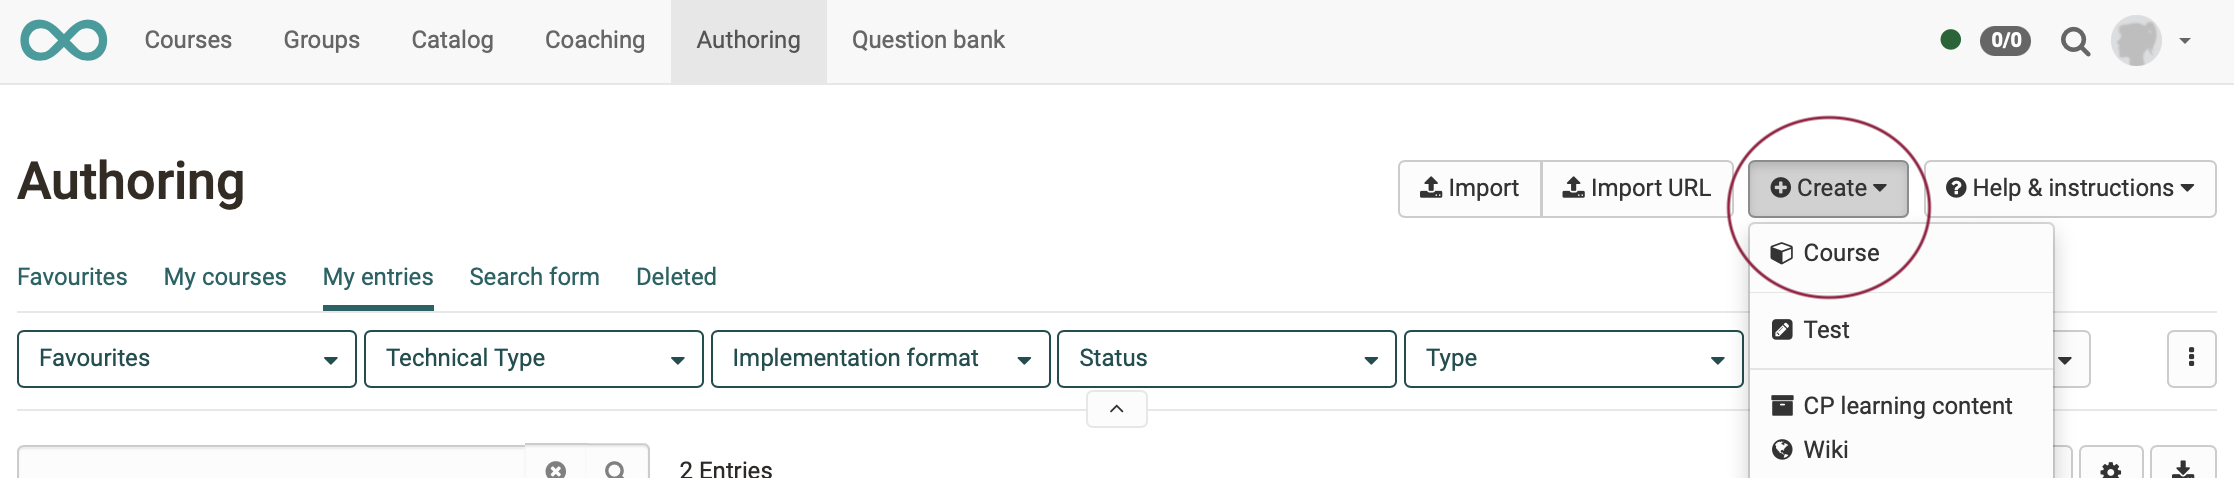 Courses Groups Catalog Coaching Authoring Question bank 0/0
Authoring
Import Import URL Create Help & instructions
Course
Favourites My courses My entries Search form Deleted
Test
Favourites Technical Type Implementation format Status Type
CP learning content
Wiki
2 Entries